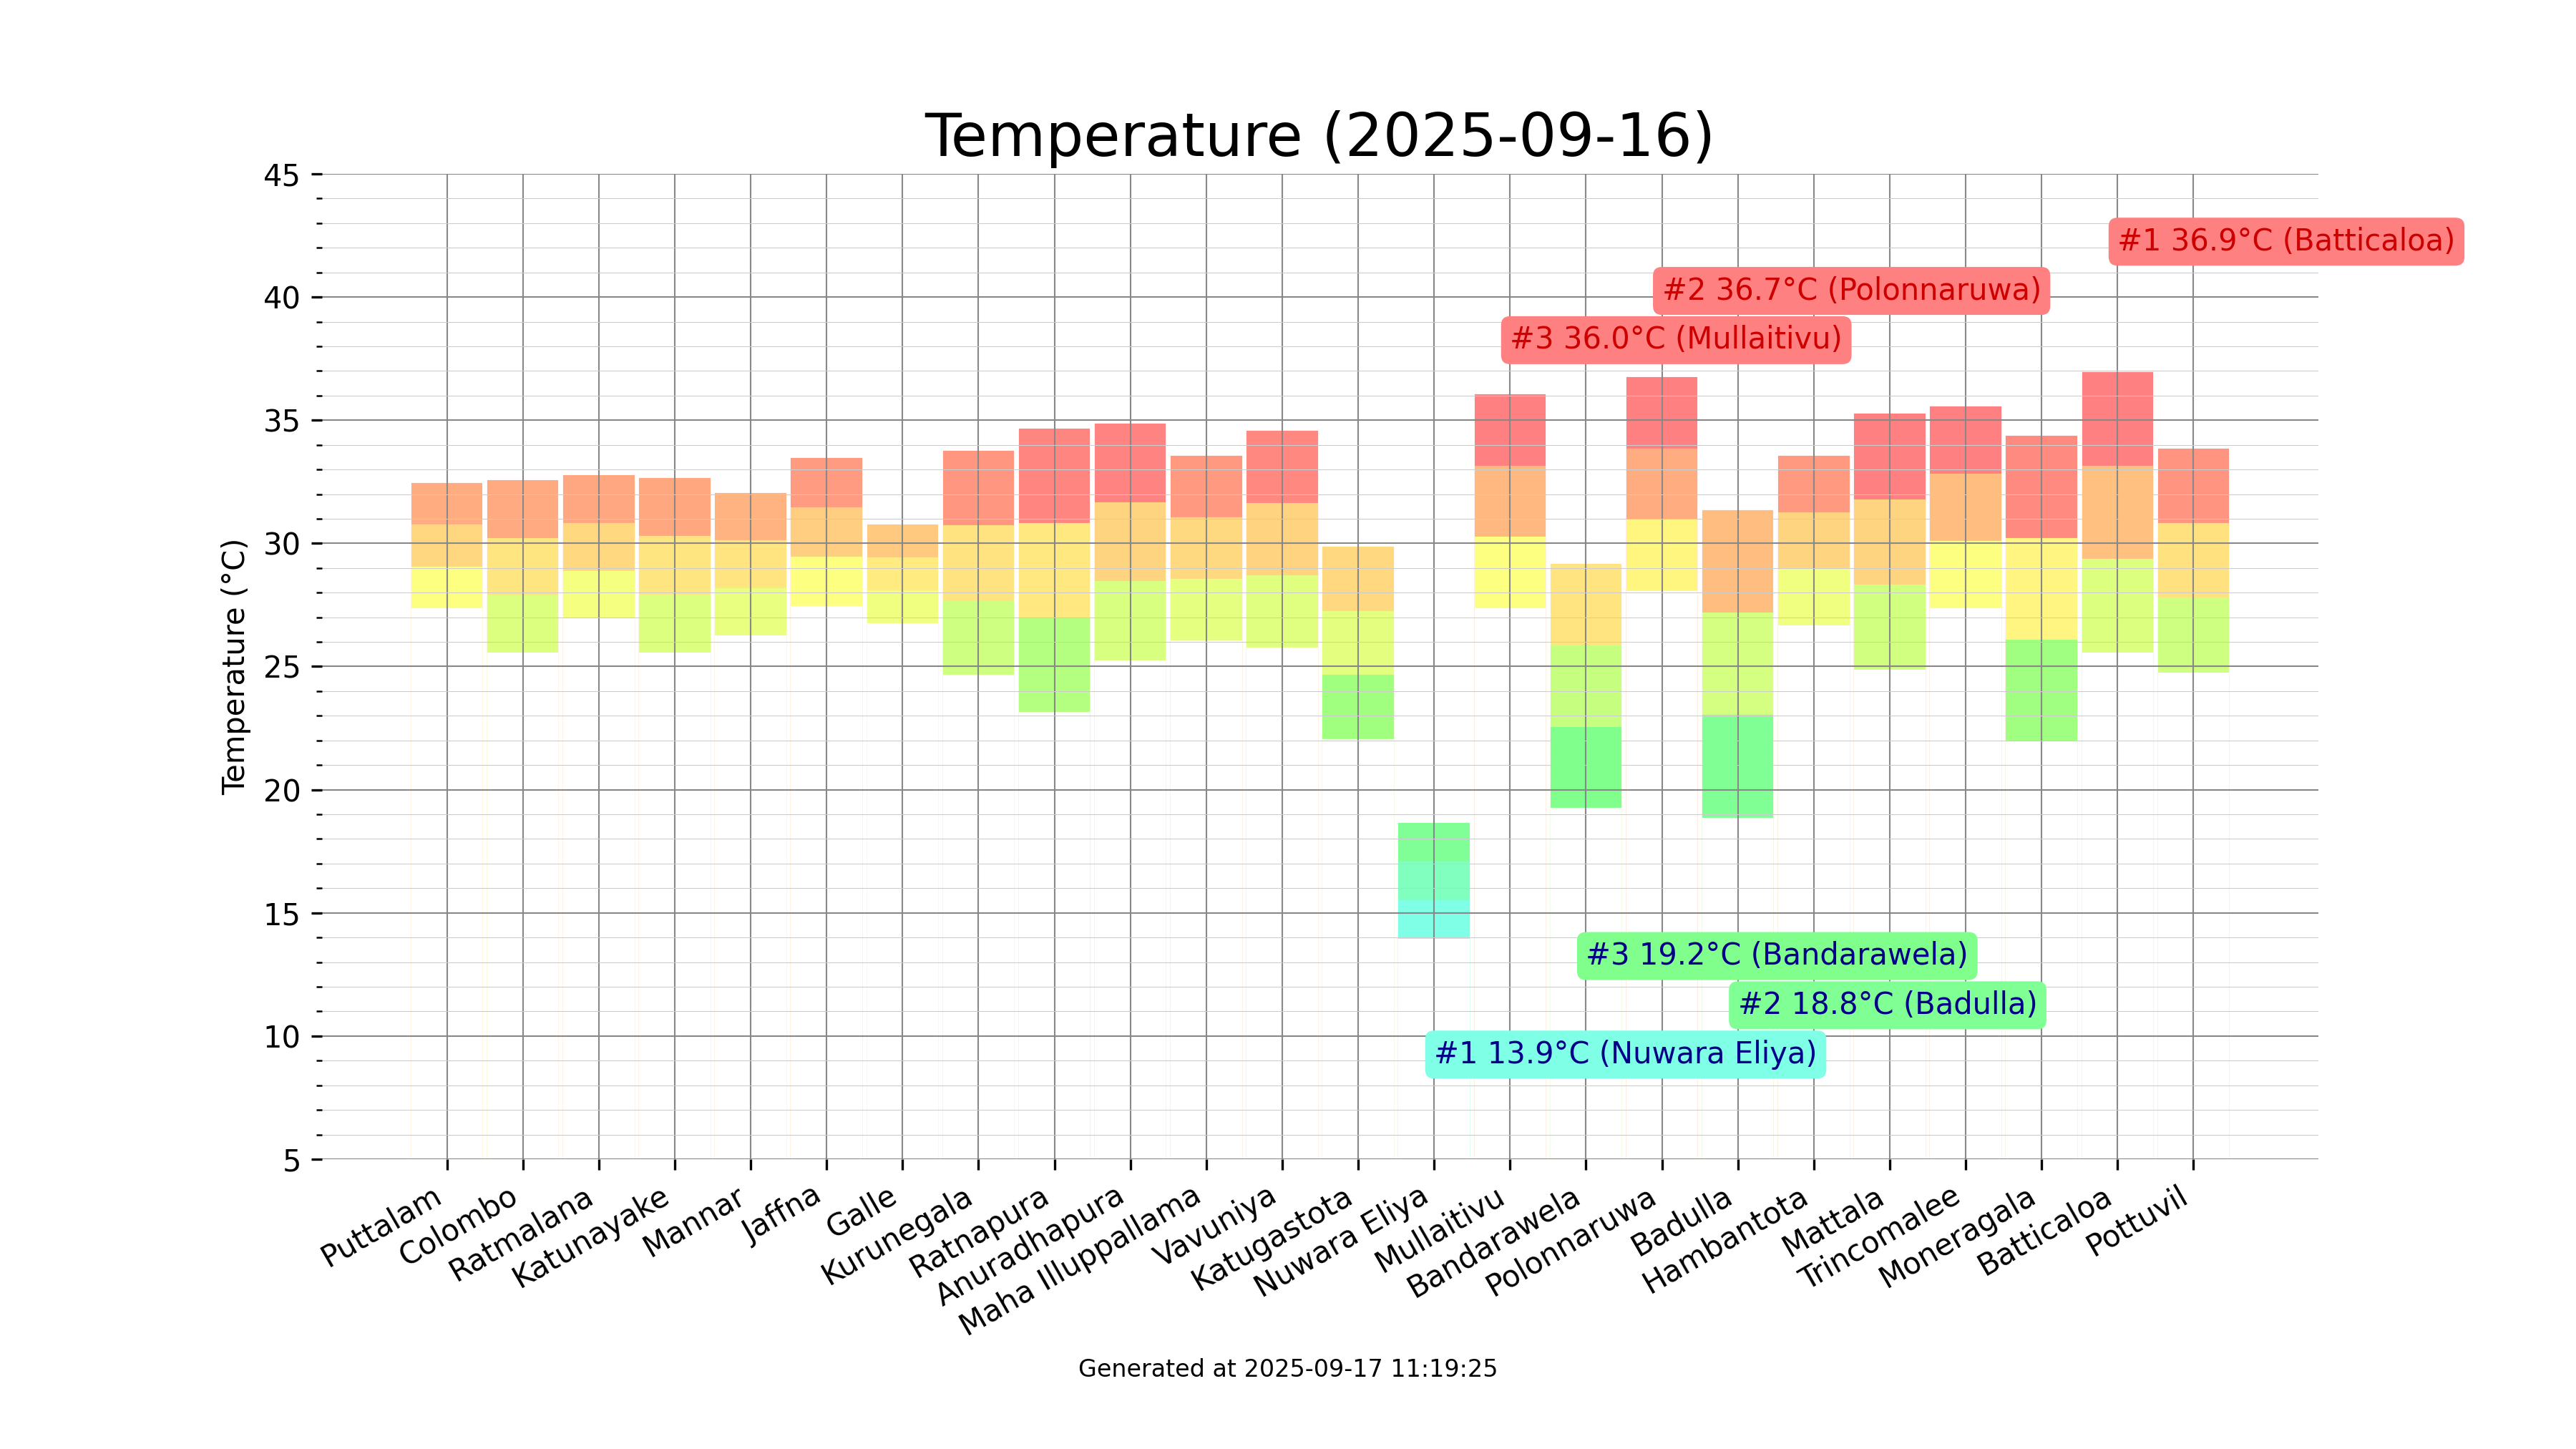 Temperature (2025-09-16)
45
40
35
30
25
20
15
10
5
Temperature (°C)
#1 36.9°C (Batticaloa)
#2 36.7°C (Polonnaruwa)
#3 36.0°C (Mullaitivu)
#3 19.2°C (Bandarawela)
#2 18.8°C (Badulla)
#1 13.9°C (Nuwara Eliya)
Puttalam
Colombo
Ratmalana
Katunayake
Mannar
Jaffna
Galle
Kurunegala
Ratnapura
Anuradhapura
Maha Illuppallama
Vavuniya
Katugastota
Nuwara Eliya
Mullaitivu
Bandarawela
Polonnaruwa
Badulla
Hambantota
Mattala
Trincomalee
Moneragala
Batticaloa
Pottuvil
Generated at 2025-09-17 11:19:25